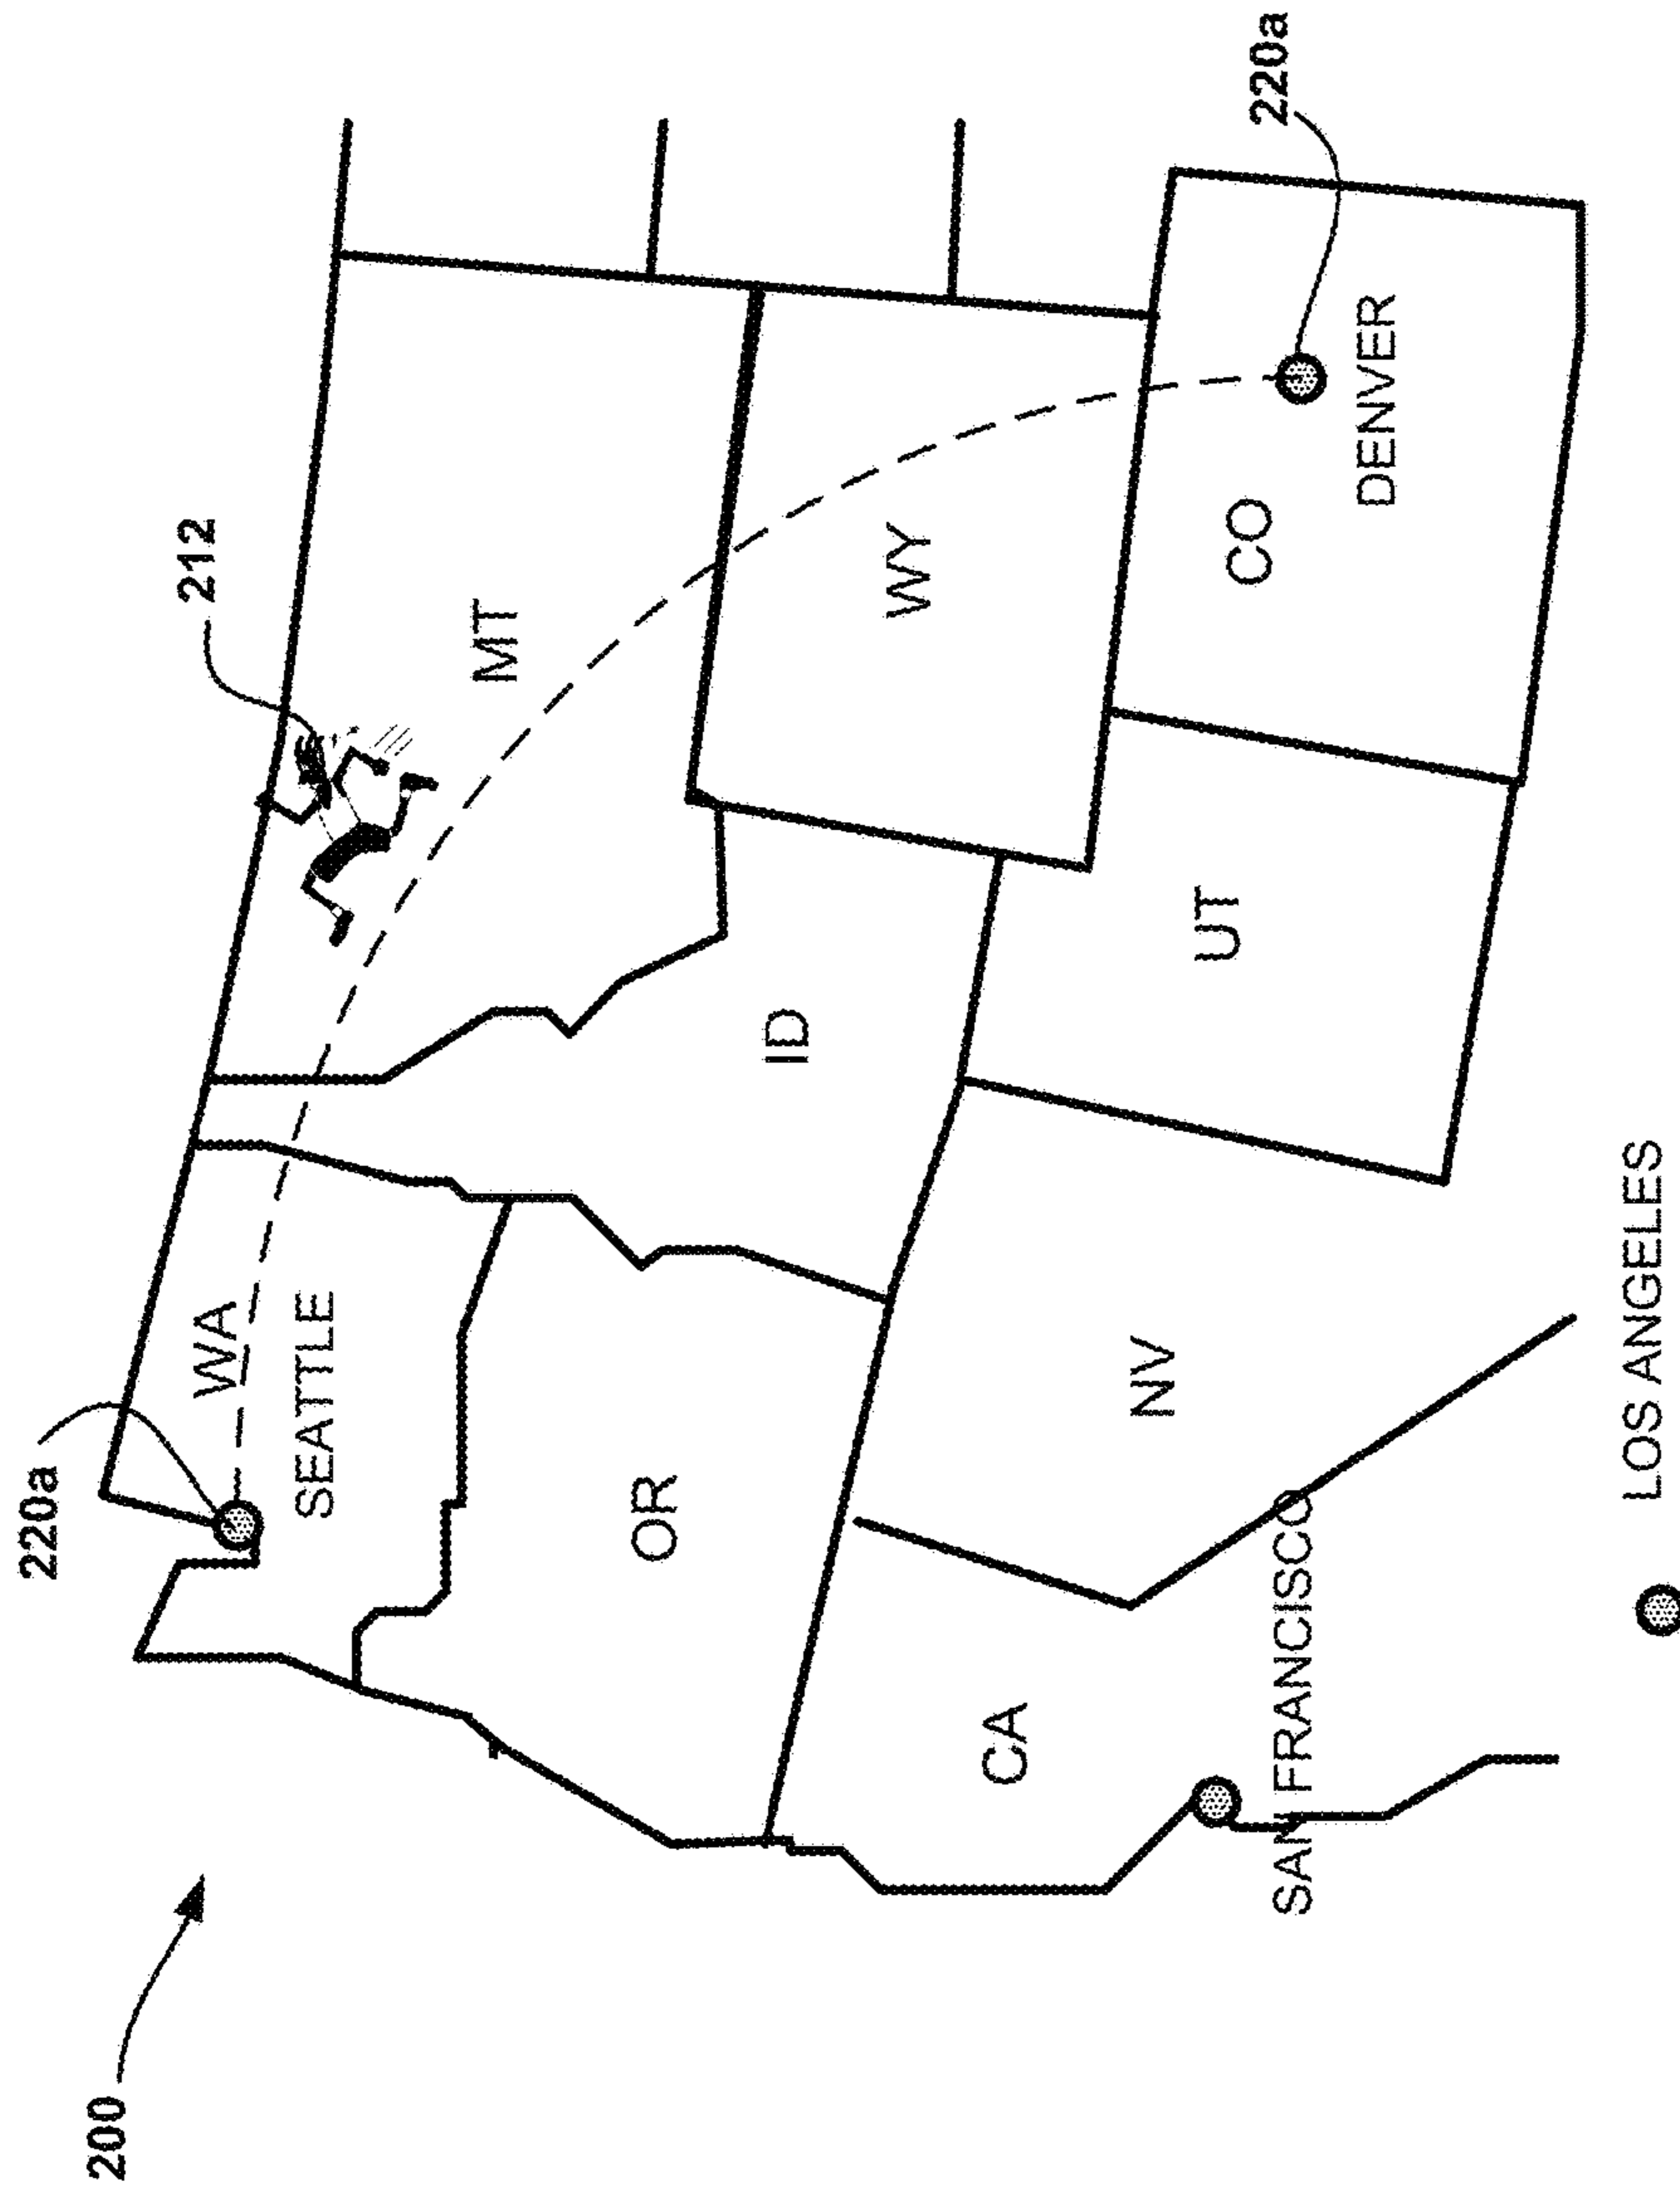 200
220a
212
220a
WA
SEATTLE
MT
OR
ID
WY
CA
NV
UT
CO
DENVER
SAN FRANCISCO
LOS ANGELES